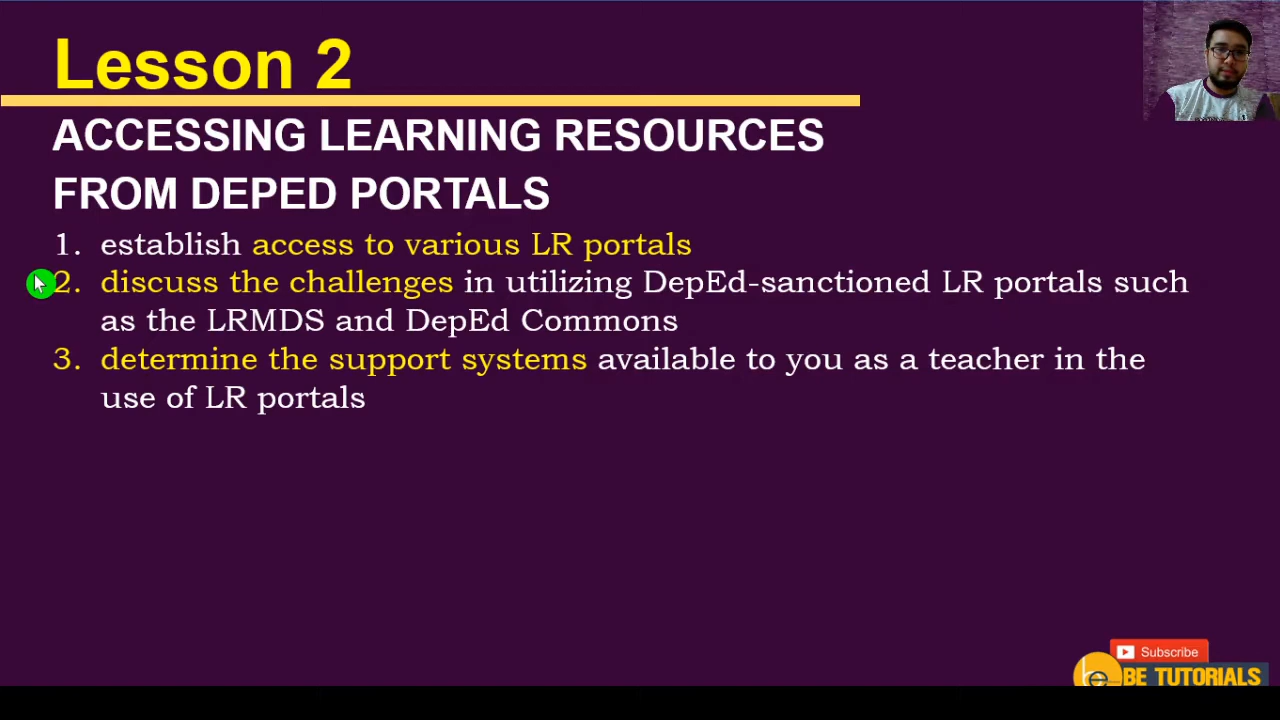 Lesson 2
ACCESSING LEARNING RESOURCES
FROM DEPED PORTALS
1. establish access to various LR portals
2. discuss the challenges in utilizing DepEd-sanctioned LR portals such
as the LRMDS and DepEd Commons
3. determine the support systems available to you as a teacher in the
use of LR portals
Subscribe
be BE TUTORIALS